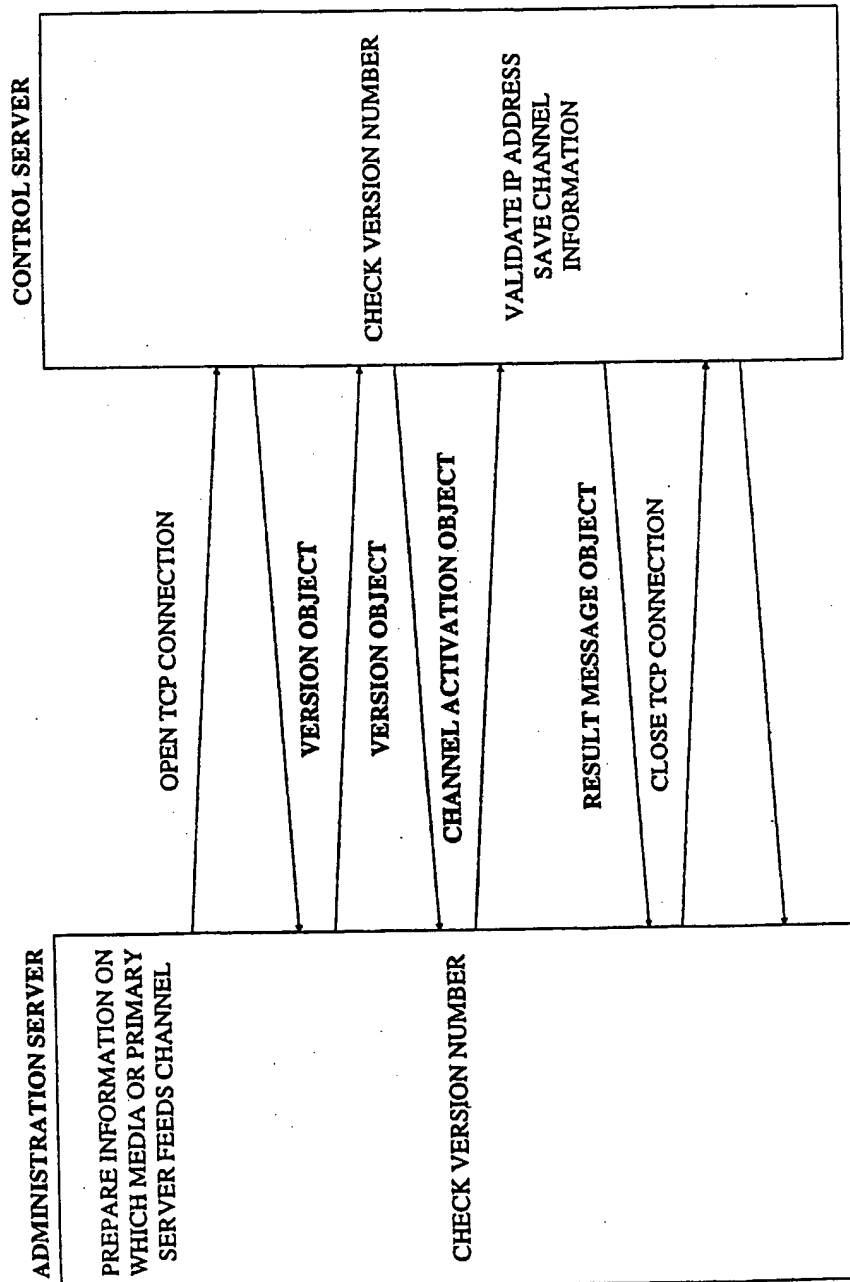 ADMINISTRATION SERVER
PREPARE INFORMATION ON
WHICH MEDIA OR PRIMARY
SERVER FEEDS CHANNEL
CHECK VERSION NUMBER
OPEN TCP CONNECTION
VERSION OBJECT
VERSION OBJECT
CHANNEL ACTIVATION OBJECT
RESULT MESSAGE OBJECT
CLOSE TCP CONNECTION
CONTROL SERVER
CHECK VERSION NUMBER
VALIDATE IP ADDRESS
SAVE CHANNEL
INFORMATION